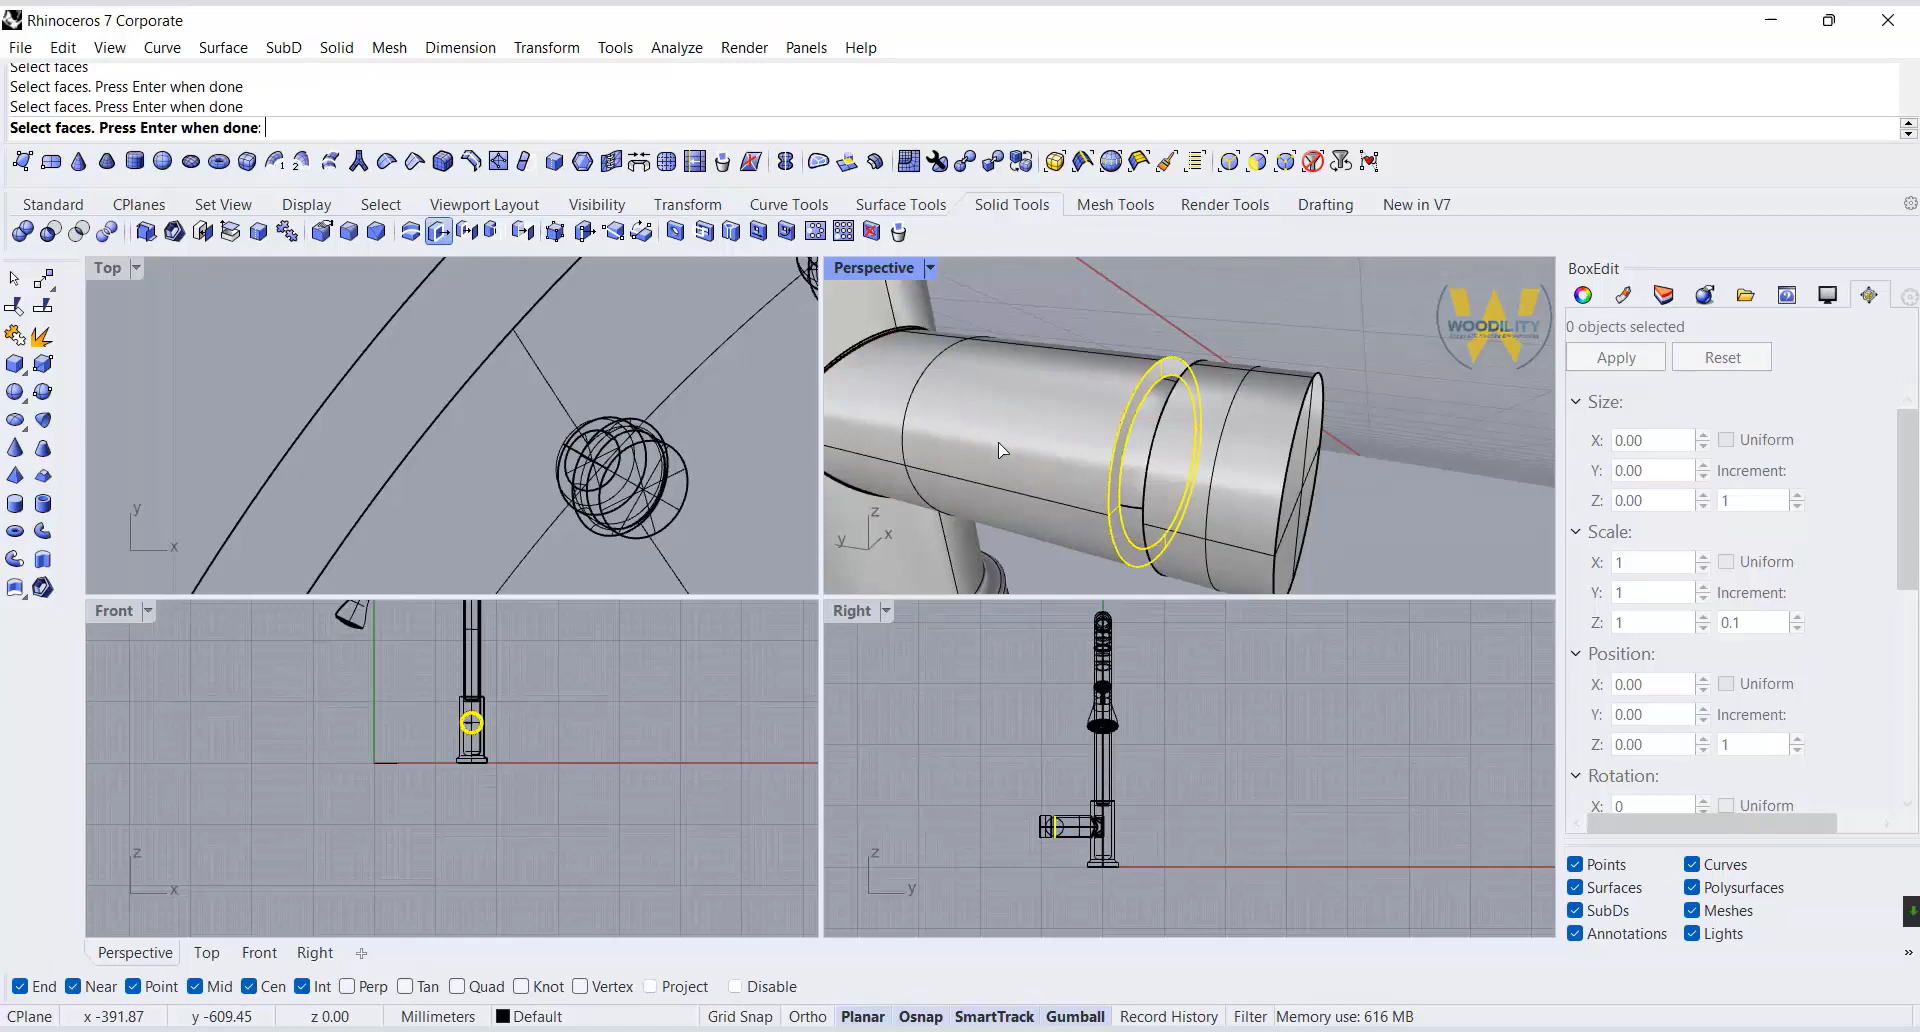 Rhinoceros 7 Corporate
File Edit View Curve Surface SubD Solid Mesh Dimension Transform Tools Analyze Render Panels Help
Select faces
Select faces. Press Enter when done
Select faces. Press Enter when done
Select faces. Press Enter when done:
Standard CPlanes Set View Display Select Viewport Layout Visibility Transform Curve Tools Surface Tools Solid Tools Mesh Tools Render Tools Drafting New in V7
Top
Perspective
WOODILITY
BoxEdit
0 objects selected
Apply Reset
Size:
X: 0.00 Uniform
Y: 0.00 Increment:
Z: 0.00 1
Scale:
X: 1 Uniform
Y: 1 Increment:
Z: 1 0.1
Position:
X: 0.00 Uniform
Y: 0.00 Increment:
Z: 0.00 1
Rotation:
X: 0 Uniform
y
x
z
y
x
Front
Right
z
x
z
y
Points Curves
Surfaces Polysurfaces
SubDs Meshes
Annotations Lights
Perspective Top Front Right
End Near Point Mid Cen Int Perp Tan Quad Knot Vertex Project Disable
CPlane x -391.87 y -609.45 z 0.00 Millimeters Default Grid Snap Ortho Planar Osnap SmartTrack Gumball Record History Filter Memory use: 616 MB